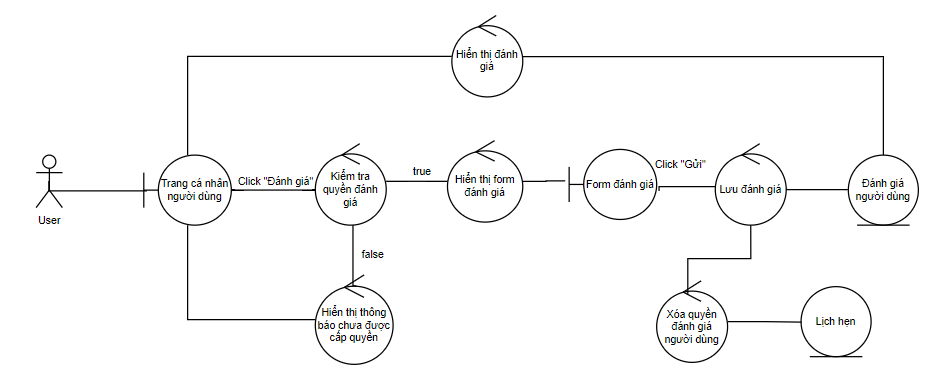 Hiển thị đánh
giá
User
Trang cá nhân
người dùng
Click "Đánh giá"
Kiểm tra
quyền đánh
giá
true
Hiển thị form
đánh giá
Form đánh giá
Click "Gửi"
Lưu đánh giá
Đánh giá
người dùng
false
Hiển thị thông
báo chưa được
cấp quyền
Xóa quyền
đánh giá
người dùng
Lịch hẹn